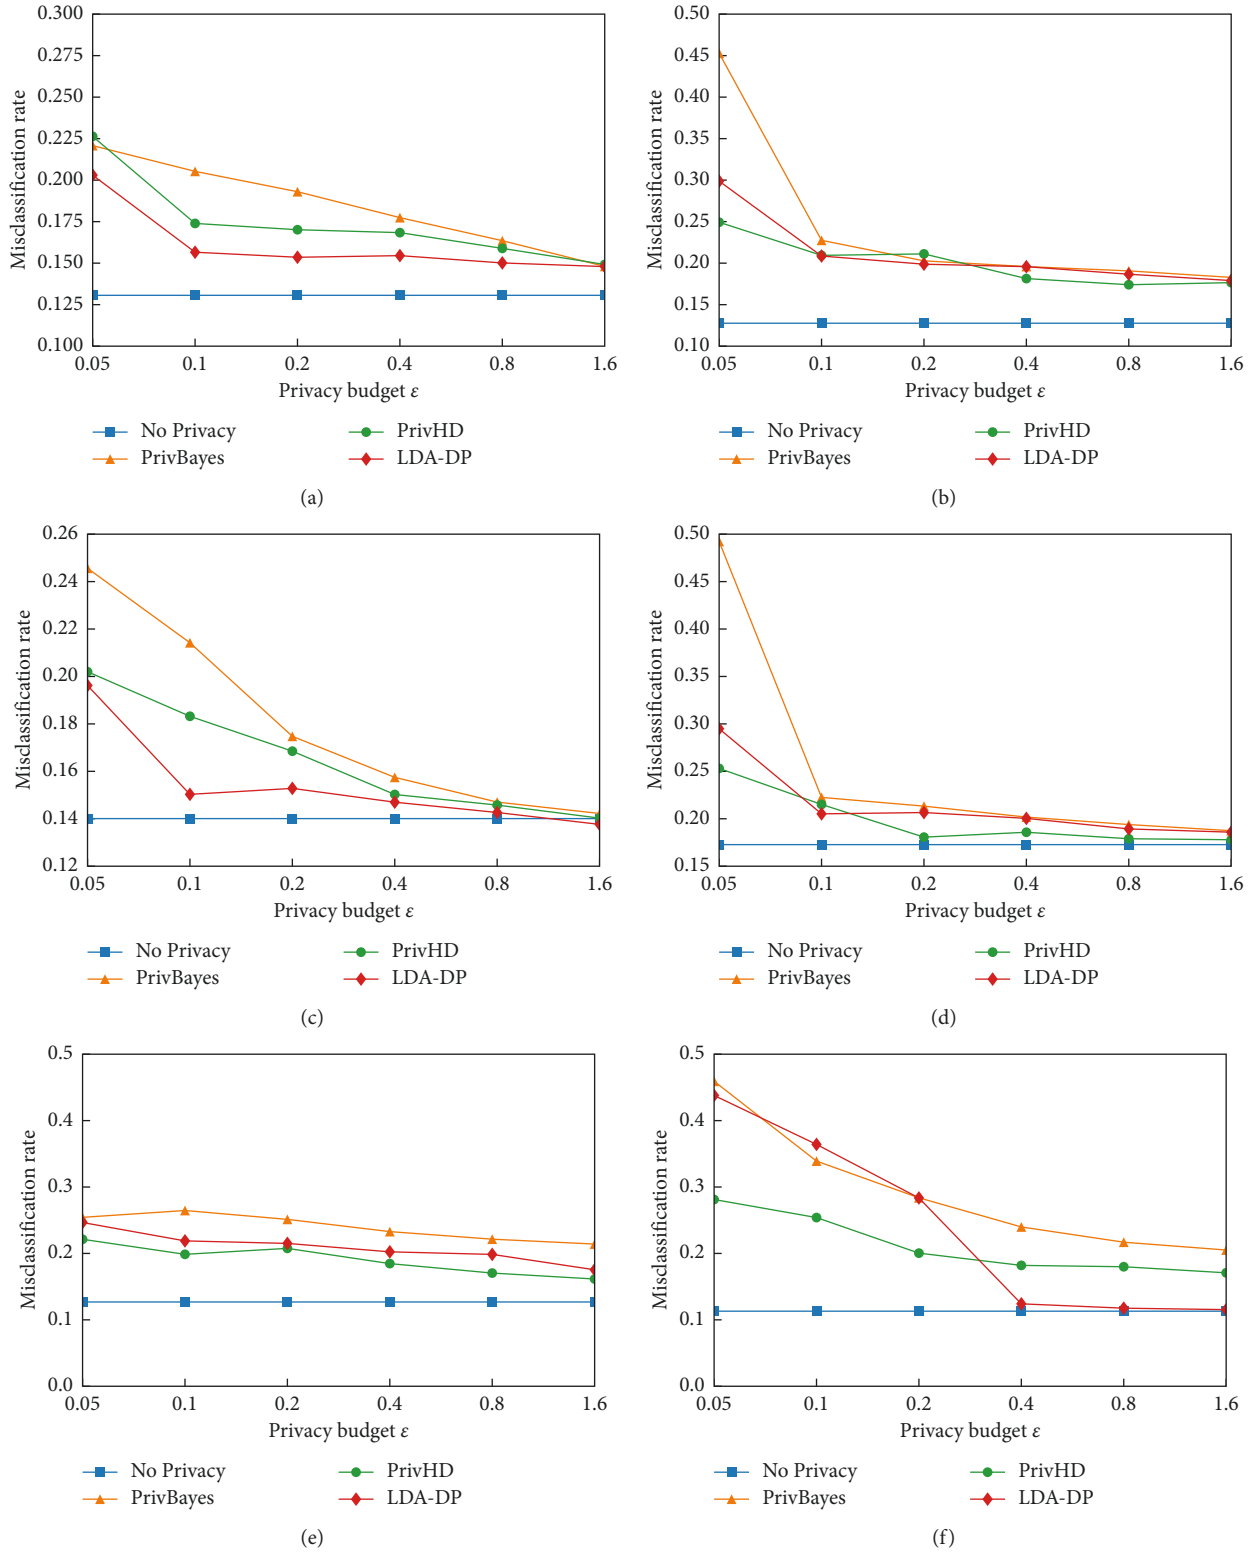 0.300
0.275
0.250
0.225
0.200
0.175
0.150
0.125
0.100
Misclassification rate
0.05 0.1 0.2 0.4 0.8 1.6
Privacy budget ε
No Privacy PrivHD
PrivBayes LDA-DP
(a)
0.50
0.45
0.40
0.35
0.30
0.25
0.20
0.15
0.10
Misclassification rate
0.05 0.1 0.2 0.4 0.8 1.6
Privacy budget ε
No Privacy PrivHD
PrivBayes LDA-DP
(b)
0.26
0.24
0.22
0.20
0.18
0.16
0.14
0.12
Misclassification rate
0.05 0.1 0.2 0.4 0.8 1.6
Privacy budget ε
No Privacy PrivHD
PrivBayes LDA-DP
(c)
0.50
0.45
0.40
0.35
0.30
0.25
0.20
0.15
Misclassification rate
0.05 0.1 0.2 0.4 0.8 1.6
Privacy budget ε
No Privacy PrivHD
PrivBayes LDA-DP
(d)
0.5
0.4
0.3
0.2
0.1
0.0
Misclassification rate
0.05 0.1 0.2 0.4 0.8 1.6
Privacy budget ε
No Privacy PrivHD
PrivBayes LDA-DP
(e)
0.5
0.4
0.3
0.2
0.1
0.0
Misclassification rate
0.05 0.1 0.2 0.4 0.8 1.6
Privacy budget ε
No Privacy PrivHD
PrivBayes LDA-DP
(f)